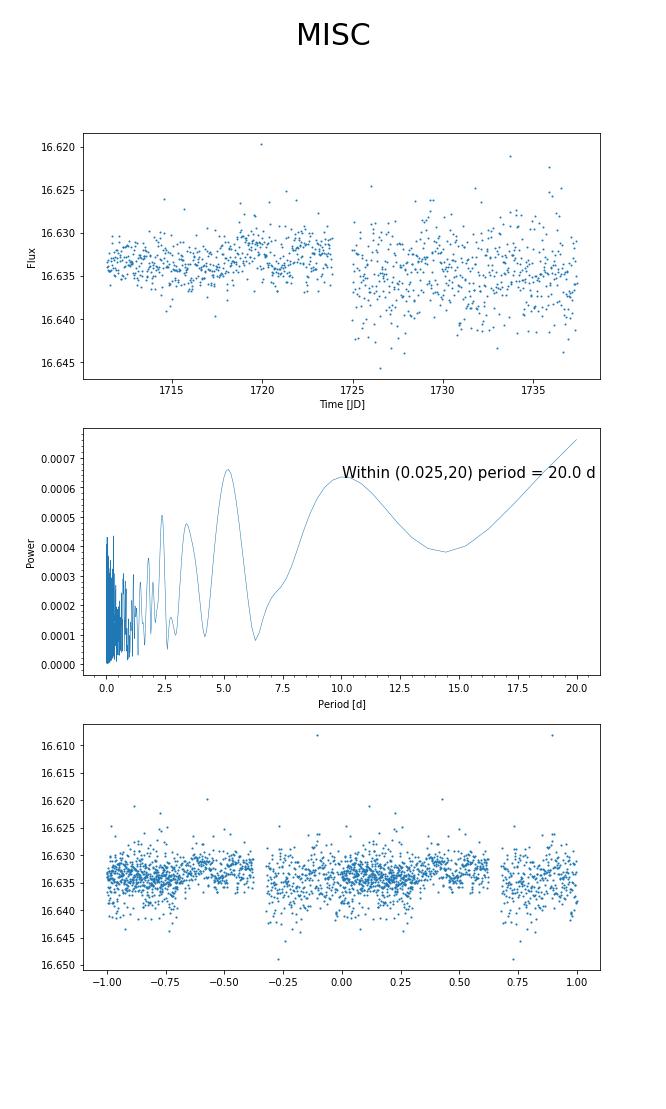 MISC
16.620
16.625
16.630
16.635
16.640
16.645
Flux
1715 1720 1725 1730 1735
Time [JD]
0.0007
0.0006
0.0005
0.0004
0.0003
0.0002
0.0001
0.0000
Power
Within (0.025,20) period = 20.0 d
0.0 2.5 5.0 7.5 10.0 12.5 15.0 17.5 20.0
Period [d]
16.610
16.615
16.620
16.625
16.630
16.635
16.640
16.645
16.650
−1.00 −0.75 −0.50 −0.25 0.00 0.25 0.50 0.75 1.00